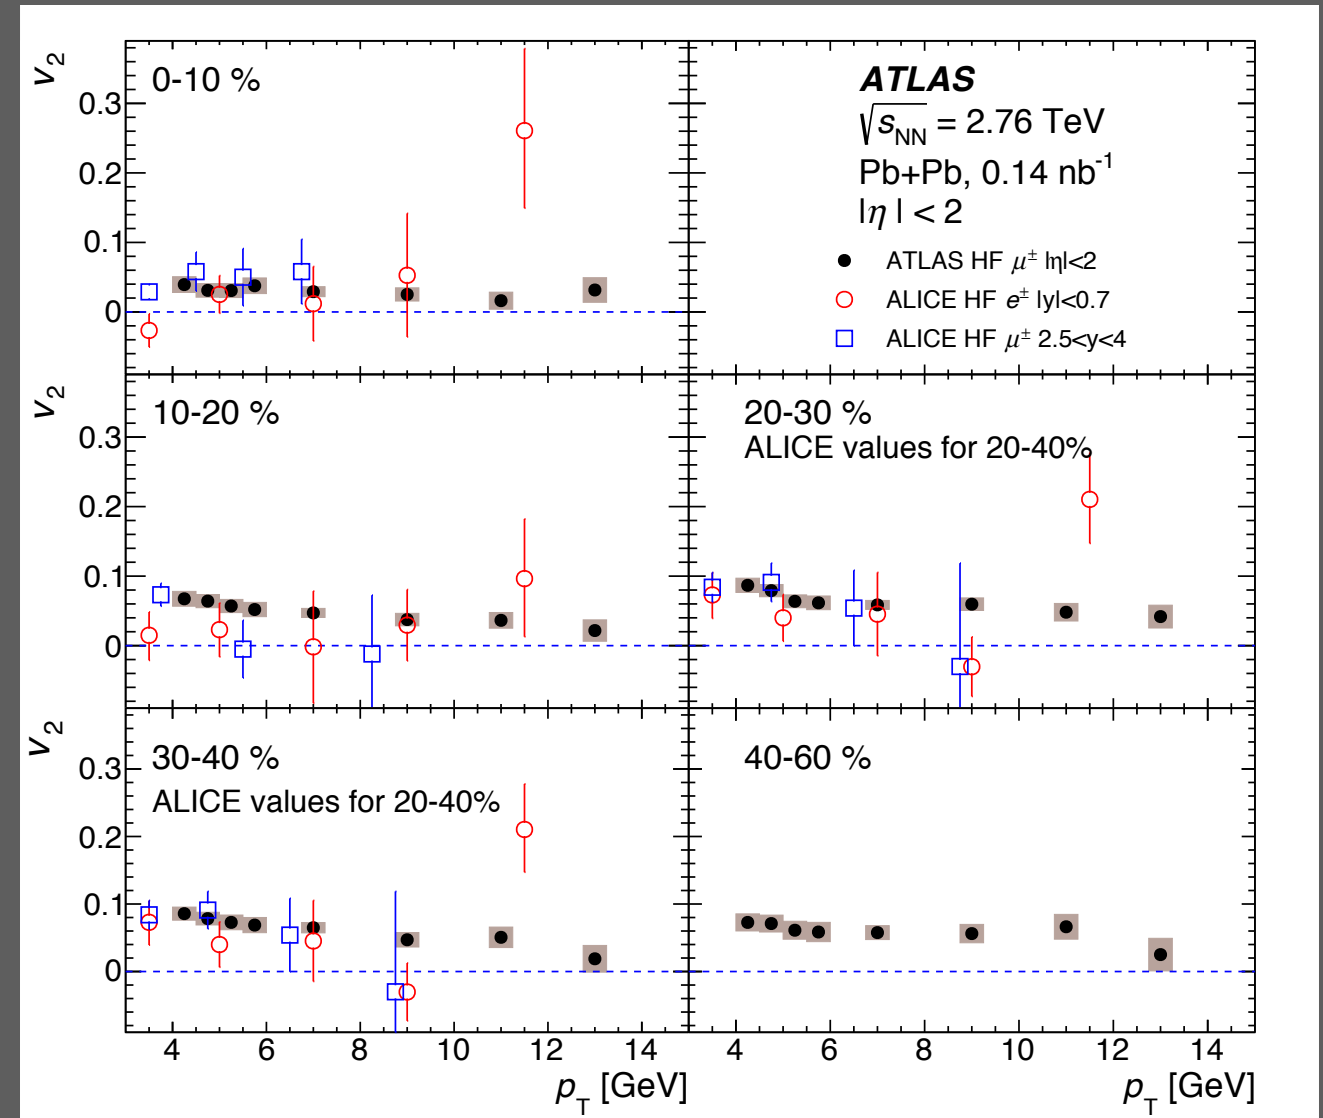 v₂
0-10 %
0.3
0.2
0.1
0
ATLAS
√sNN = 2.76 TeV
Pb+Pb, 0.14 nb⁻¹
|η| < 2
ATLAS HF μ± |η|<2
ALICE HF e± |y|<0.7
ALICE HF μ± 2.5<y<4
v₂
10-20 %
0.3
0.2
0.1
0
20-30 %
ALICE values for 20-40%
v₂
30-40 %
ALICE values for 20-40%
0.3
0.2
0.1
0
40-60 %
4 6 8 10 12 14
pT [GeV]
4 6 8 10 12 14
pT [GeV]